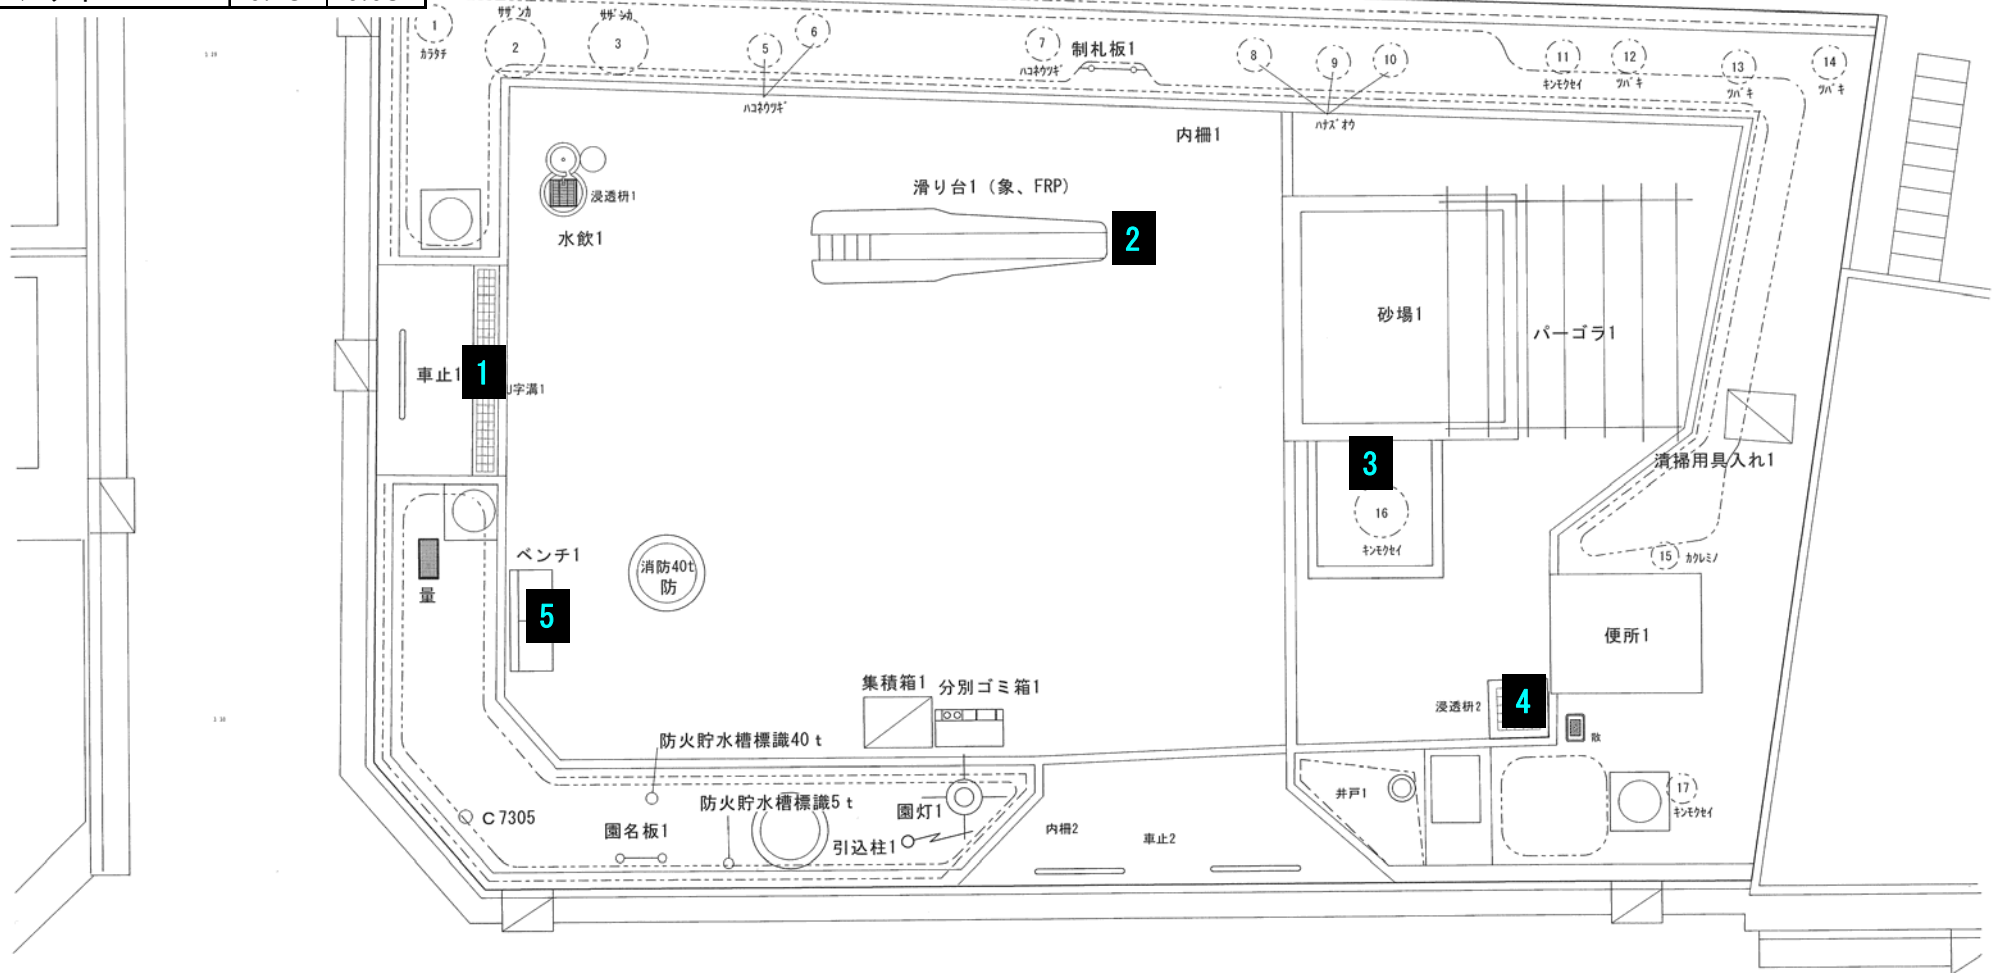 1
カラタチ
サザンカ
2
サザンカ
3
5
6
ハコネウツギ
7
ハコネウツギ
制札板1
8
9
10
ハナズオウ
11
キンモクセイ
12
ツバキ
13
ツバキ
14
ツバキ
内柵1
浸透枡1
水飲1
滑り台1（象、FRP）
2
砂場1
パーゴラ1
車止1
1
U字溝1
3
清掃用具入れ1
16
キンモクセイ
15
カクレミノ
ベンチ1
消防40t
防
量
5
便所1
集積箱1
分別ゴミ箱1
浸透枡2
4
散
防火貯水槽標識40ｔ
防火貯水槽標識5ｔ
C7305
園名板1
園灯1
引込柱1
内柵2
車止2
井戸1
17
キンモクセイ